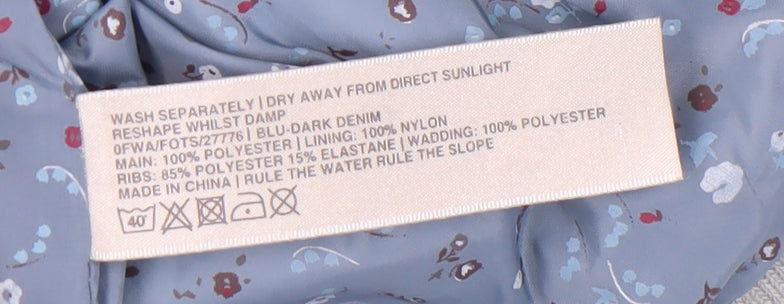 WASH SEPARATELY | DRY AWAY FROM DIRECT SUNLIGHT
RESHAPE WHILST DAMP
0FWA/FOTS/27776 | BLU-DARK DENIM
MAIN: 100% POLYESTER | LINING: 100% NYLON
RIBS: 85% POLYESTER 15% ELASTANE | WADDING: 100% POLYESTER
MADE IN CHINA | RULE THE WATER RULE THE SLOPE
40°